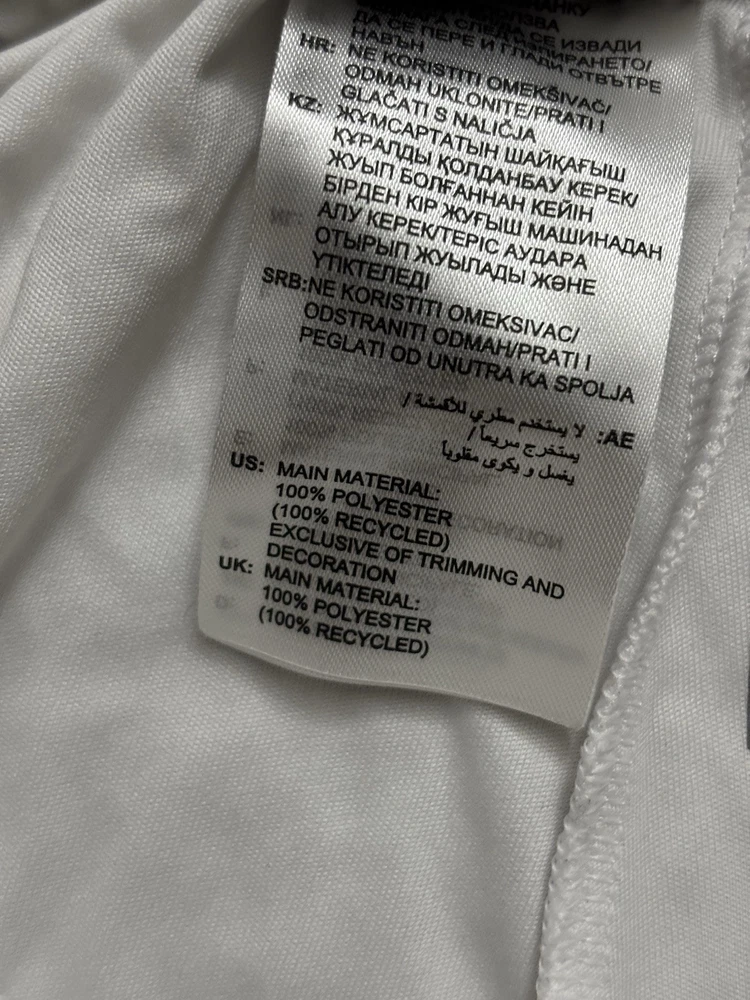 ДА СЕ ПЕРЕ И ГЛАДИ ОТВЪТРЕ
НАВЪН
HR: NE KORISTITI OMEKŠIVAČ/
ODMAH UKLONITE/PRATI I
GLAČATI S NALIČJA
KZ: ЖҰМСАРТАТЫН ШАЙҚАҒЫШ
ҚҰРАЛДЫ ҚОЛДАНБАУ КЕРЕК/
ЖУЫП БОЛҒАННАН КЕЙІН
БІРДЕН КІР ЖУҒЫШ МАШИНАДАН
АЛУ КЕРЕК/ТЕРІС АУДАРА
ОТЫРЫП ЖУЫЛАДЫ ЖӘНЕ
ҮТІКТЕЛЕДІ
SRB:NE KORISTITI OMEKSIVAC/
ODSTRANITI ODMAH/PRATI I
PEGLATI OD UNUTRA KA SPOLJA
AE: لا يستخدم مطري للأقمشة /
يستخرج سريعاً /
يغسل و يكوى مقلوباً
US: MAIN MATERIAL:
100% POLYESTER
(100% RECYCLED)
EXCLUSIVE OF TRIMMING AND
DECORATION
UK: MAIN MATERIAL:
100% POLYESTER
(100% RECYCLED)